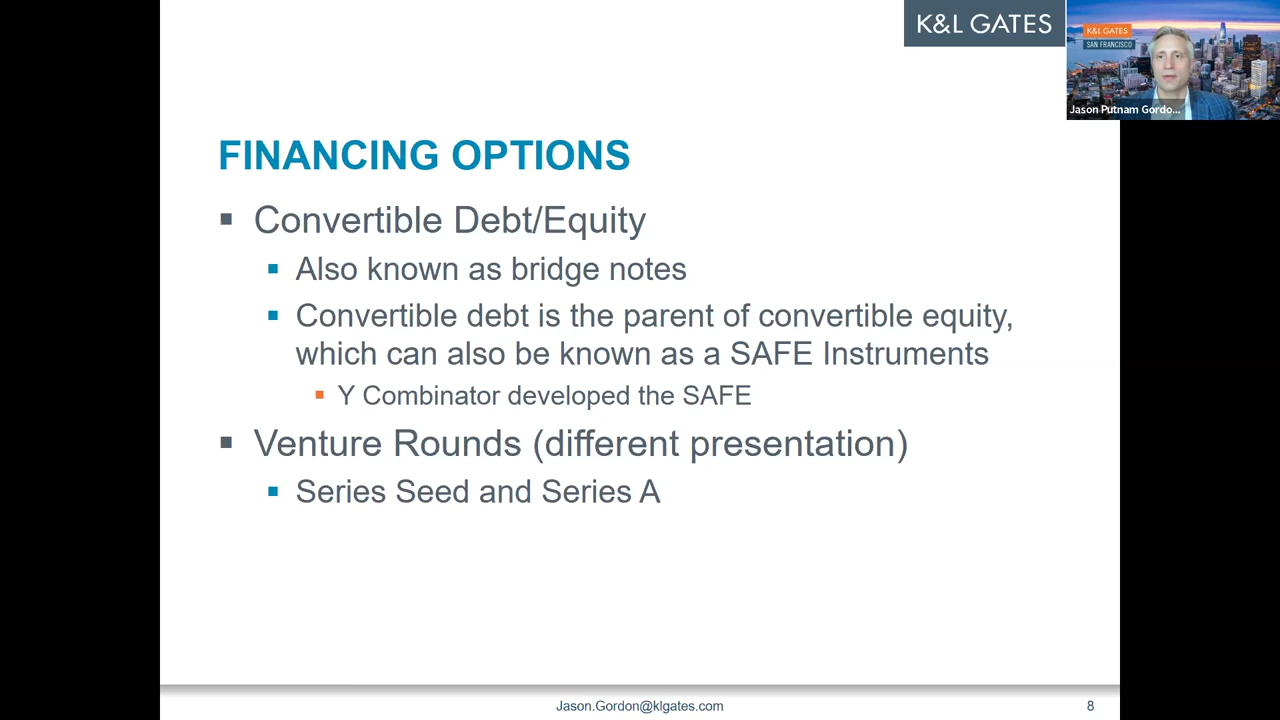 K&L GATES
K&L GATES
SAN FRANCISCO
Jason Putnam Gordo...
FINANCING OPTIONS
Convertible Debt/Equity
Also known as bridge notes
Convertible debt is the parent of convertible equity,
which can also be known as a SAFE Instruments
Y Combinator developed the SAFE
Venture Rounds (different presentation)
Series Seed and Series A
Jason.Gordon@klgates.com
8